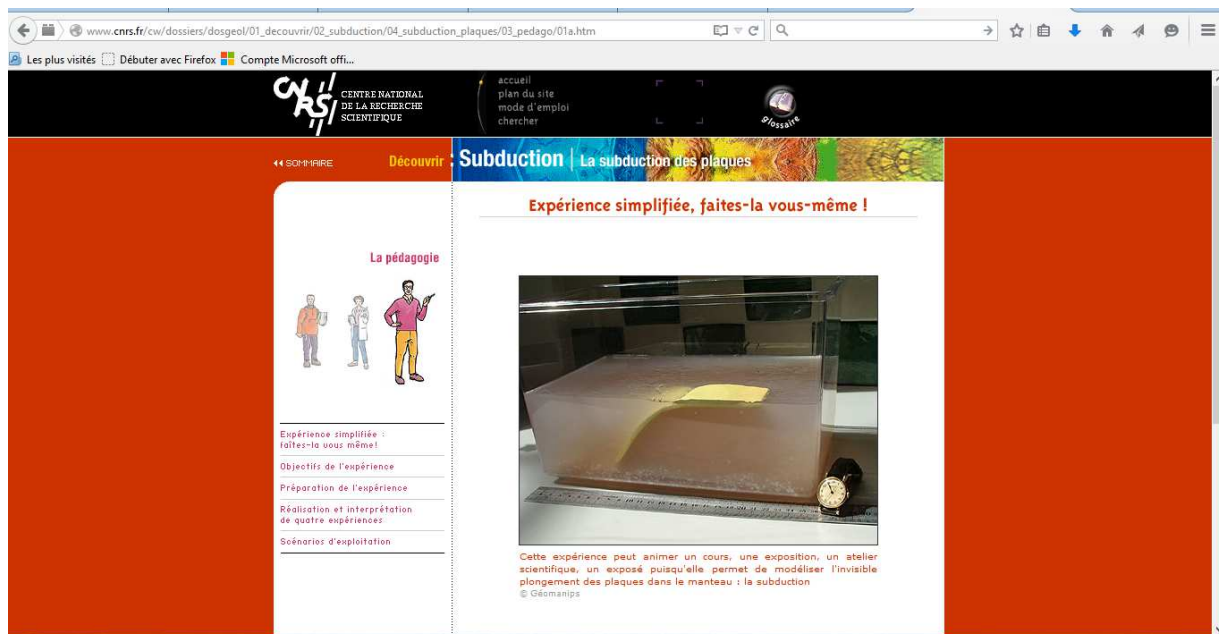 www.cnrs.fr/cw/dossiers/dosgeol/01_decouvrir/02_subduction/04_subduction_plaques/03_pedago/01a.htm
Les plus visités Débuter avec Firefox Compte Microsoft offi...
CNRS
CENTRE NATIONAL
DE LA RECHERCHE
SCIENTIFIQUE
accueil
plan du site
mode d'emploi
chercher
glossaire
SOMMAIRE
Découvrir : Subduction | La subduction des plaques
Expérience simplifiée, faites-la vous-même !
La pédagogie
Expérience simplifiée :
faîtes-la vous même!
Objectifs de l'expérience
Préparation de l'expérience
Réalisation et interprétation
de quatre expériences
Scénarios d'exploitation
Cette expérience peut animer un cours, une exposition, un atelier
scientifique, un exposé puisqu'elle permet de modéliser l'invisible
plongement des plaques dans le manteau : la subduction
© Géomanips